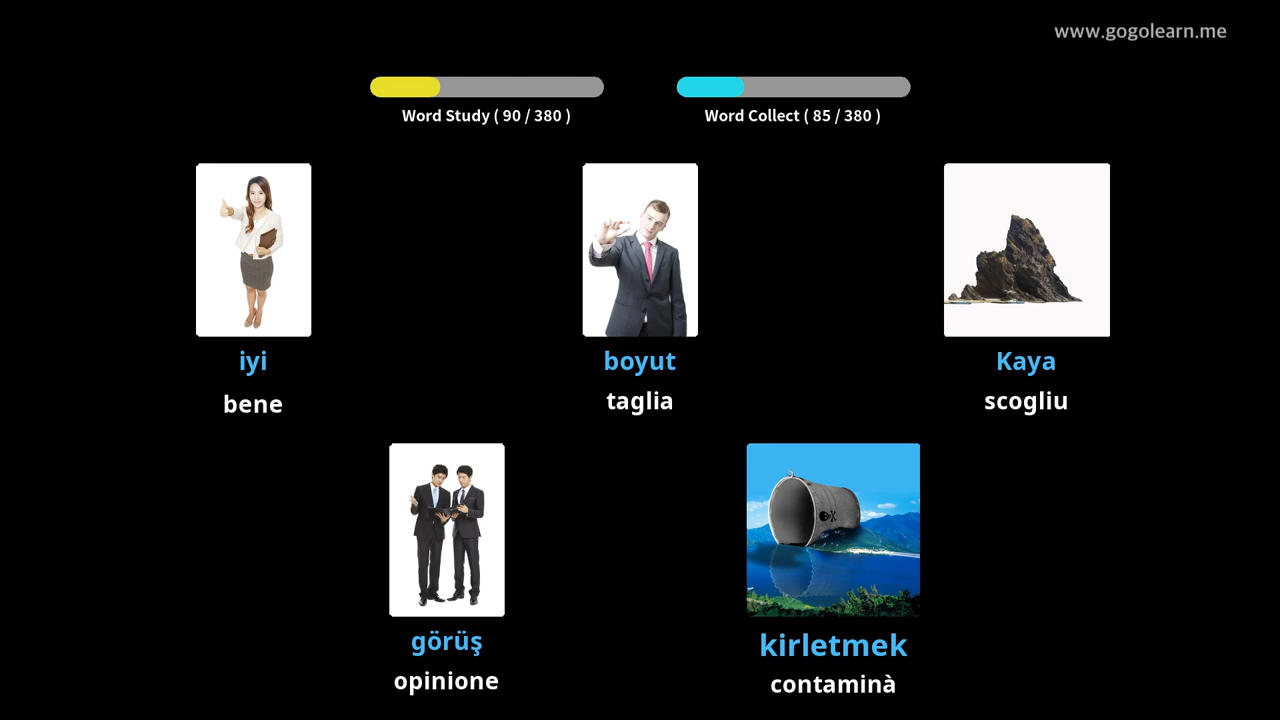 www.gogolearn.me
Word Study ( 90 / 380 )
Word Collect ( 85 / 380 )
iyi
bene
boyut
taglia
Kaya
scogliu
görüş
opinione
kirletmek
contaminà